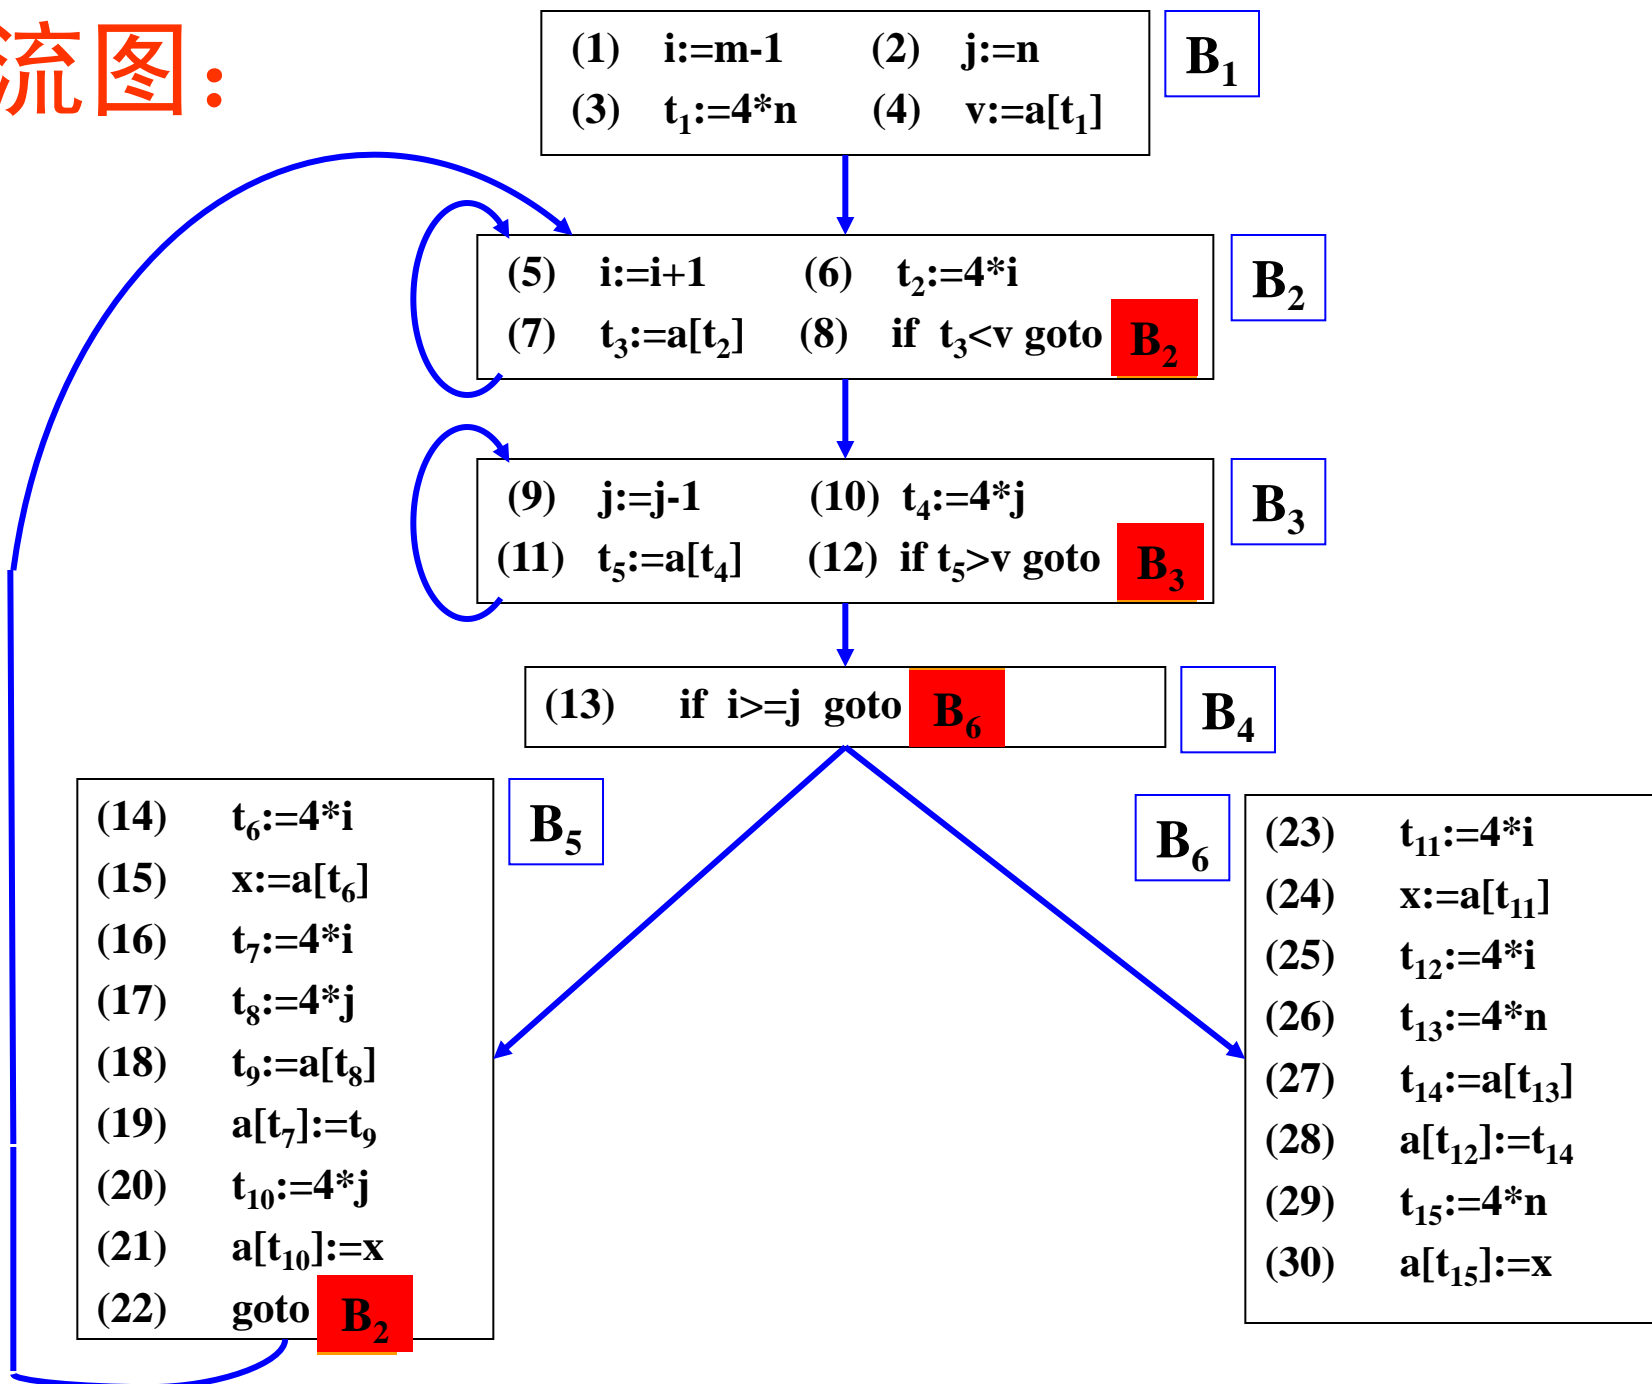 流图：
(1) i:=m-1 (2) j:=n
(3) t₁:=4*n (4) v:=a[t₁]
B₁
(5) i:=i+1 (6) t₂:=4*i
(7) t₃:=a[t₂] (8) if t₃<v goto B₂
B₂
(9) j:=j-1 (10) t₄:=4*j
(11) t₅:=a[t₄] (12) if t₅>v goto B₃
B₃
(13) if i>=j goto B₆
B₄
(14) t₆:=4*i
(15) x:=a[t₆]
(16) t₇:=4*i
(17) t₈:=4*j
(18) t₉:=a[t₈]
(19) a[t₇]:=t₉
(20) t₁₀:=4*j
(21) a[t₁₀]:=x
(22) goto B₂
B₅
B₆
(23) t₁₁:=4*i
(24) x:=a[t₁₁]
(25) t₁₂:=4*i
(26) t₁₃:=4*n
(27) t₁₄:=a[t₁₃]
(28) a[t₁₂]:=t₁₄
(29) t₁₅:=4*n
(30) a[t₁₅]:=x